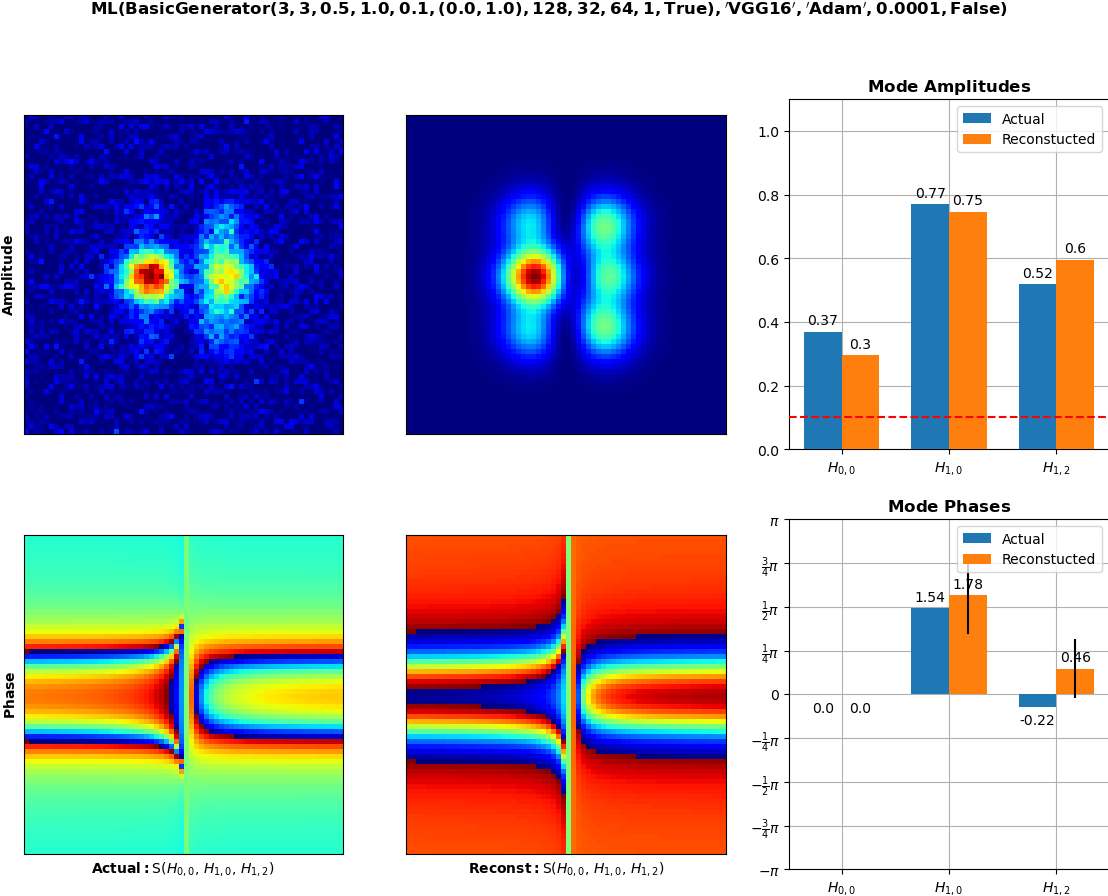 ML(BasicGenerator(3, 3, 0.5, 1.0, 0.1, (0.0, 1.0), 128, 32, 64, 1, True), ′VGG16′, ′Adam′, 0.0001, False)
Amplitude
Mode Amplitudes
Actual
Reconstucted
1.0
0.8
0.6
0.4
0.2
0.0
0.37
0.3
0.77
0.75
0.52
0.6
H0,0
H1,0
H1,2
Phase
Actual: S(H0,0, H1,0, H1,2)
Reconst: S(H0,0, H1,0, H1,2)
Mode Phases
Actual
Reconstucted
π
3/4π
1/2π
1/4π
0
−1/4π
−1/2π
−3/4π
−π
0.0
0.0
1.54
1.78
-0.22
0.46
H0,0
H1,0
H1,2